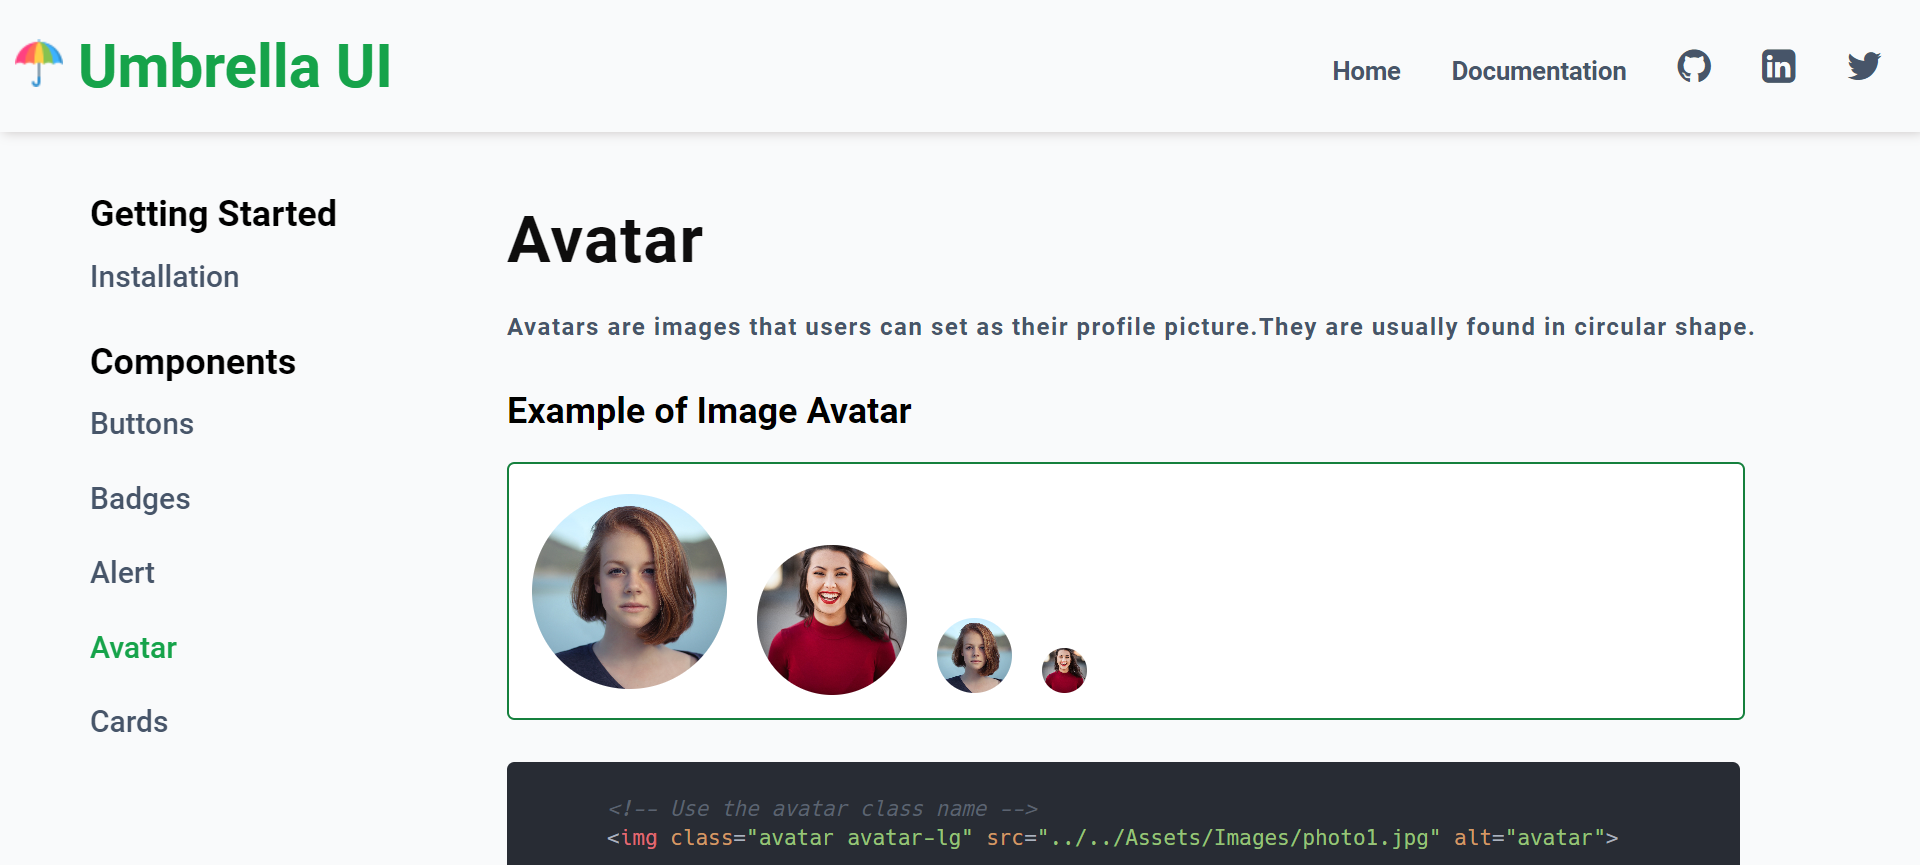 Umbrella UI
Home Documentation
Getting Started
Installation
Components
Buttons
Badges
Alert
Avatar
Cards
Avatar
Avatars are images that users can set as their profile picture.They are usually found in circular shape.
Example of Image Avatar
<!-- Use the avatar class name -->
<img class="avatar avatar-lg" src="../../Assets/Images/photo1.jpg" alt="avatar">